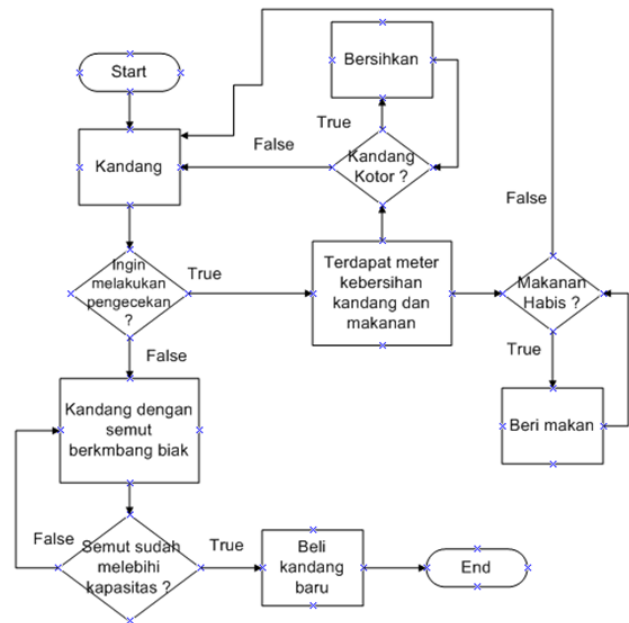 Start
Bersihkan
True
False
Kandang
Kandang
Kotor ?
False
Ingin
melakukan
pengecekan
?
True
Terdapat meter
kebersihan
kandang dan
makanan
Makanan
Habis ?
True
False
Beri makan
Kandang dengan
semut
berkmbang biak
False
Semut sudah
melebihi
kapasitas ?
True
Beli
kandang
baru
End